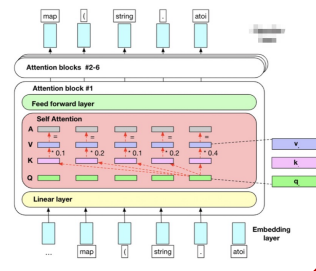 map ( string , atoi
Attention blocks #2-6
Attention block #1
Feed forward layer
Self Attention
A
= = = = =
V
* 0.1 * 0.2 * 0.1 * 0.2 * 0.4
v
K
k
Q
q
Linear layer
Embedding
layer
... map ( string , atoi